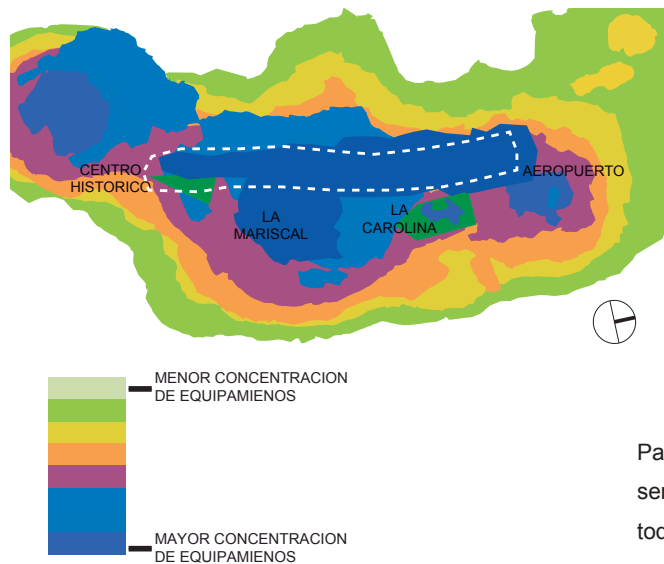 CENTRO
HISTORICO
LA
MARISCAL
LA
CAROLINA
AEROPUERTO
MENOR CONCENTRACION
DE EQUIPAMIENOS
MAYOR CONCENTRACION
DE EQUIPAMIENOS